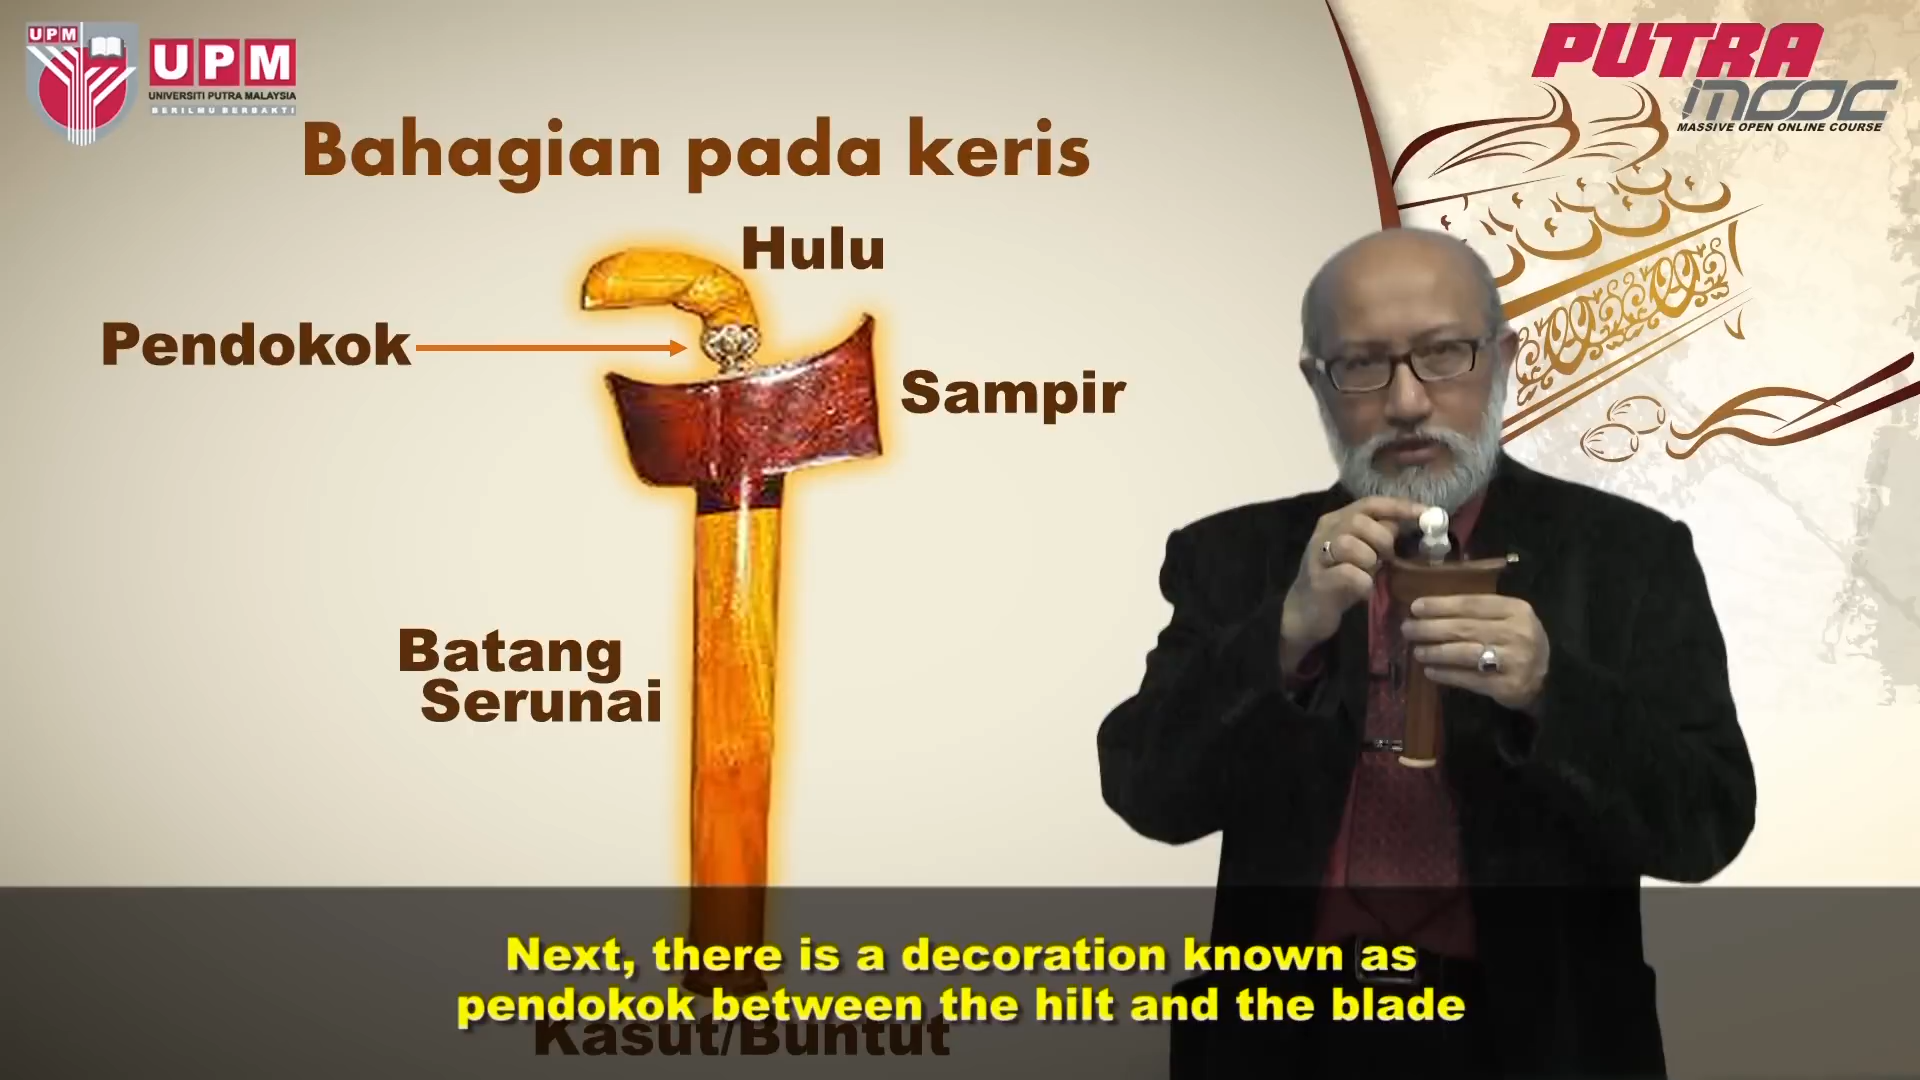 UPM
UPM
UNIVERSITI PUTRA MALAYSIA
BERILMU BERBAKTI
PUTRA
mooc
MASSIVE OPEN ONLINE COURSE
Bahagian pada keris
Hulu
Pendokok
Sampir
Batang
Serunai
Next, there is a decoration known as
pendokok between the hilt and the blade
Kasut/Buntut